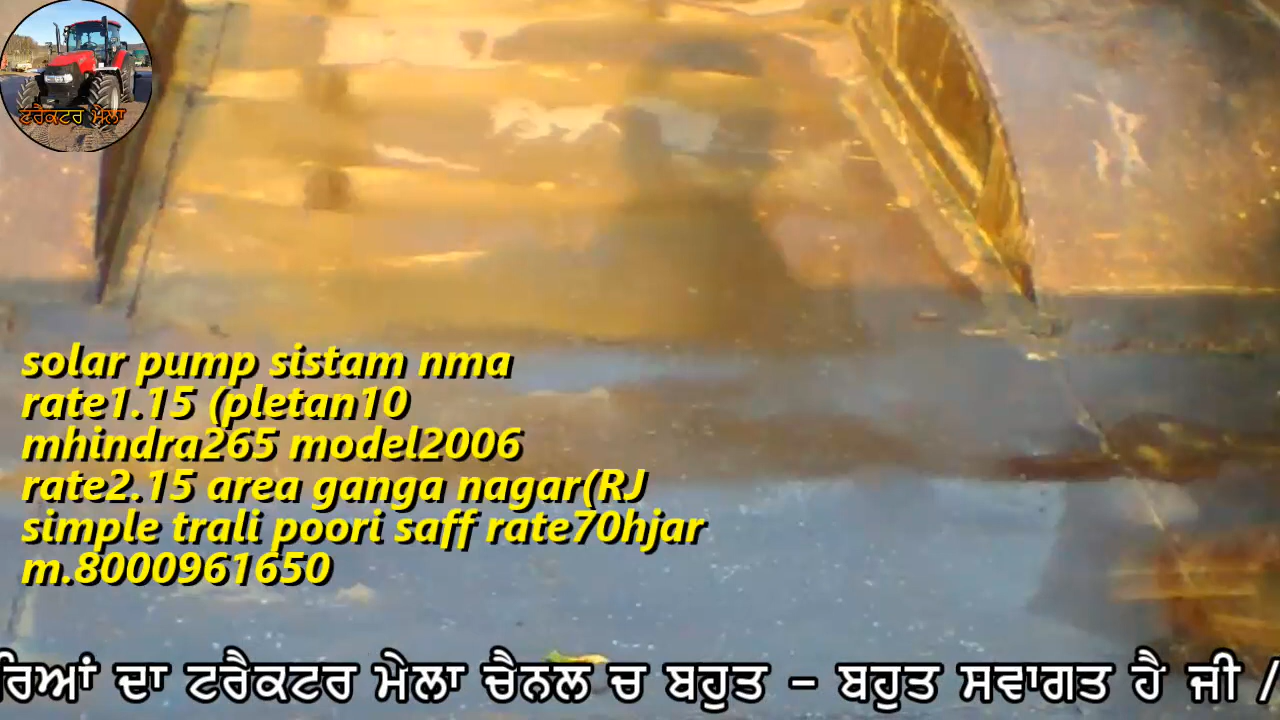 ਟਰੈਕਟਰ ਮੇਲਾ
solar pump sistam nma
rate1.15 (pletan10
mhindra265 model2006
rate2.15 area ganga nagar(RJ
simple trali poori saff rate70hjar
m.8000961650
ਰਿਆਂ ਦਾ ਟਰੈਕਟਰ ਮੇਲਾ ਚੈਨਲ ਚ ਬਹੁਤ - ਬਹੁਤ ਸਵਾਗਤ ਹੈ ਜੀ /